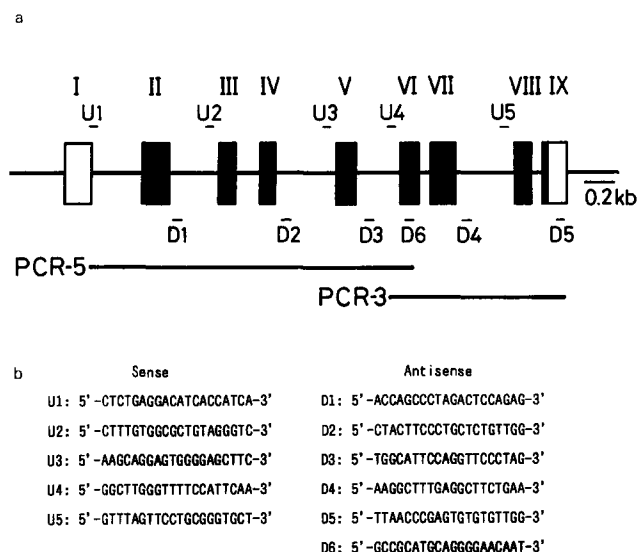 a
I II III IV V VI VII VIII IX
U1 U2 U3 U4 U5
0.2kb
D1 D2 D3 D6 D4 D5
PCR-5
PCR-3
b
Sense Antisense
U1: 5'-CTCTGAGGACATCACCATCA-3' D1: 5'-ACCAGCCCTAGACTCCAGAG-3'
U2: 5'-CTTTGTGGCGCTGTAGGGTC-3' D2: 5'-CTACTTCCCTGCTCTGTTGG-3'
U3: 5'-AAGCAGGAGTGGGGAGCTTC-3' D3: 5'-TGGCATTCCAGGTTCCCTAG-3'
U4: 5'-GGCTTGGGTTTTCCATTCAA-3' D4: 5'-AAGGCTTTGAGGCTTCTGAA-3'
U5: 5'-GTTTAGTTCCTGCGGGTGCT-3' D5: 5'-TTAACCCGAGTGTGTGTTGG-3'
D6: 5'-GCCGCATGCAGGGGAACAAT-3'